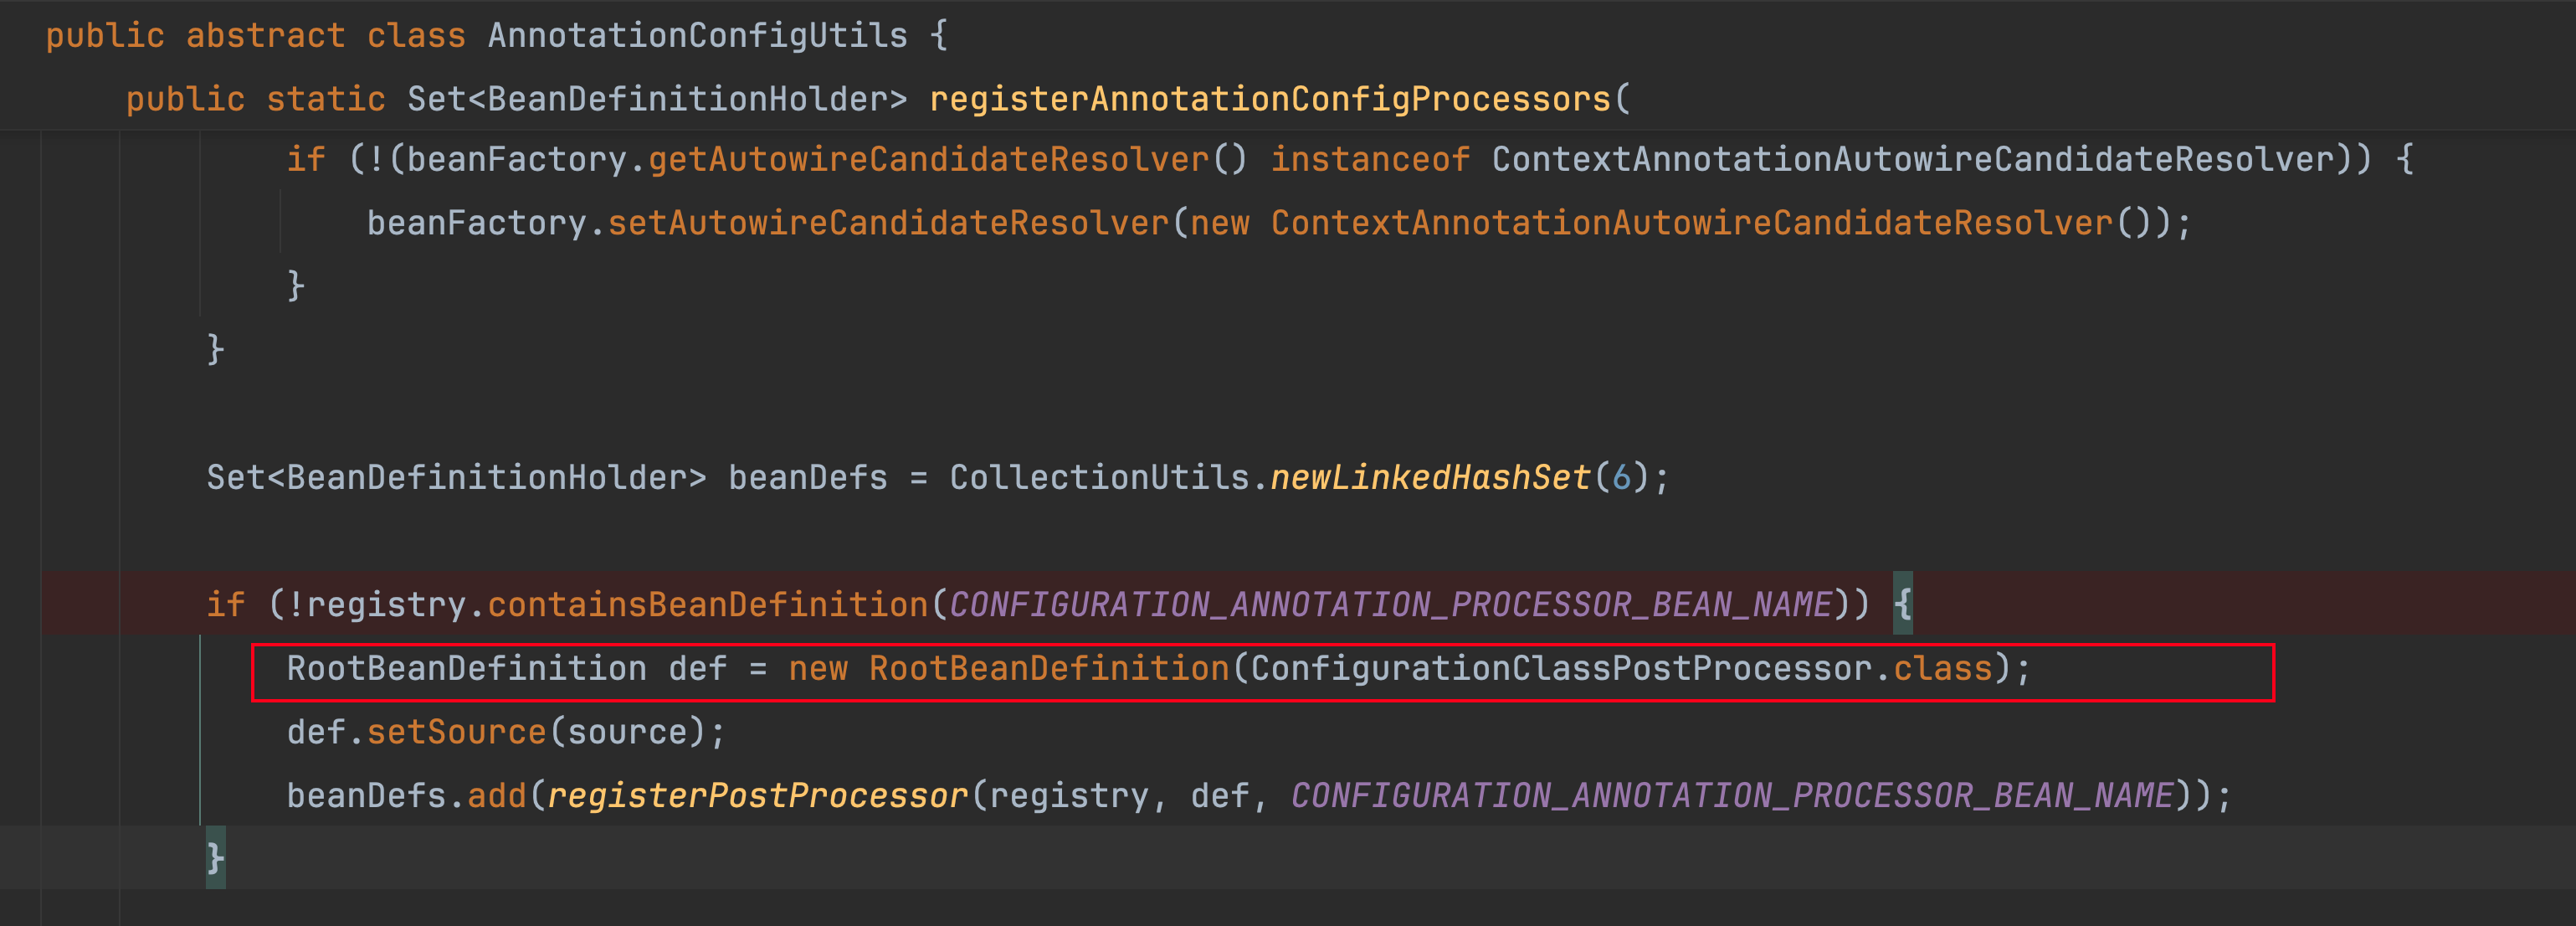 public abstract class AnnotationConfigUtils {
public static Set<BeanDefinitionHolder> registerAnnotationConfigProcessors(
if (!(beanFactory.getAutowireCandidateResolver() instanceof ContextAnnotationAutowireCandidateResolver)) {
beanFactory.setAutowireCandidateResolver(new ContextAnnotationAutowireCandidateResolver());
}
}
Set<BeanDefinitionHolder> beanDefs = CollectionUtils.newLinkedHashSet(6);
if (!registry.containsBeanDefinition(CONFIGURATION_ANNOTATION_PROCESSOR_BEAN_NAME)) {
RootBeanDefinition def = new RootBeanDefinition(ConfigurationClassPostProcessor.class);
def.setSource(source);
beanDefs.add(registerPostProcessor(registry, def, CONFIGURATION_ANNOTATION_PROCESSOR_BEAN_NAME));
}